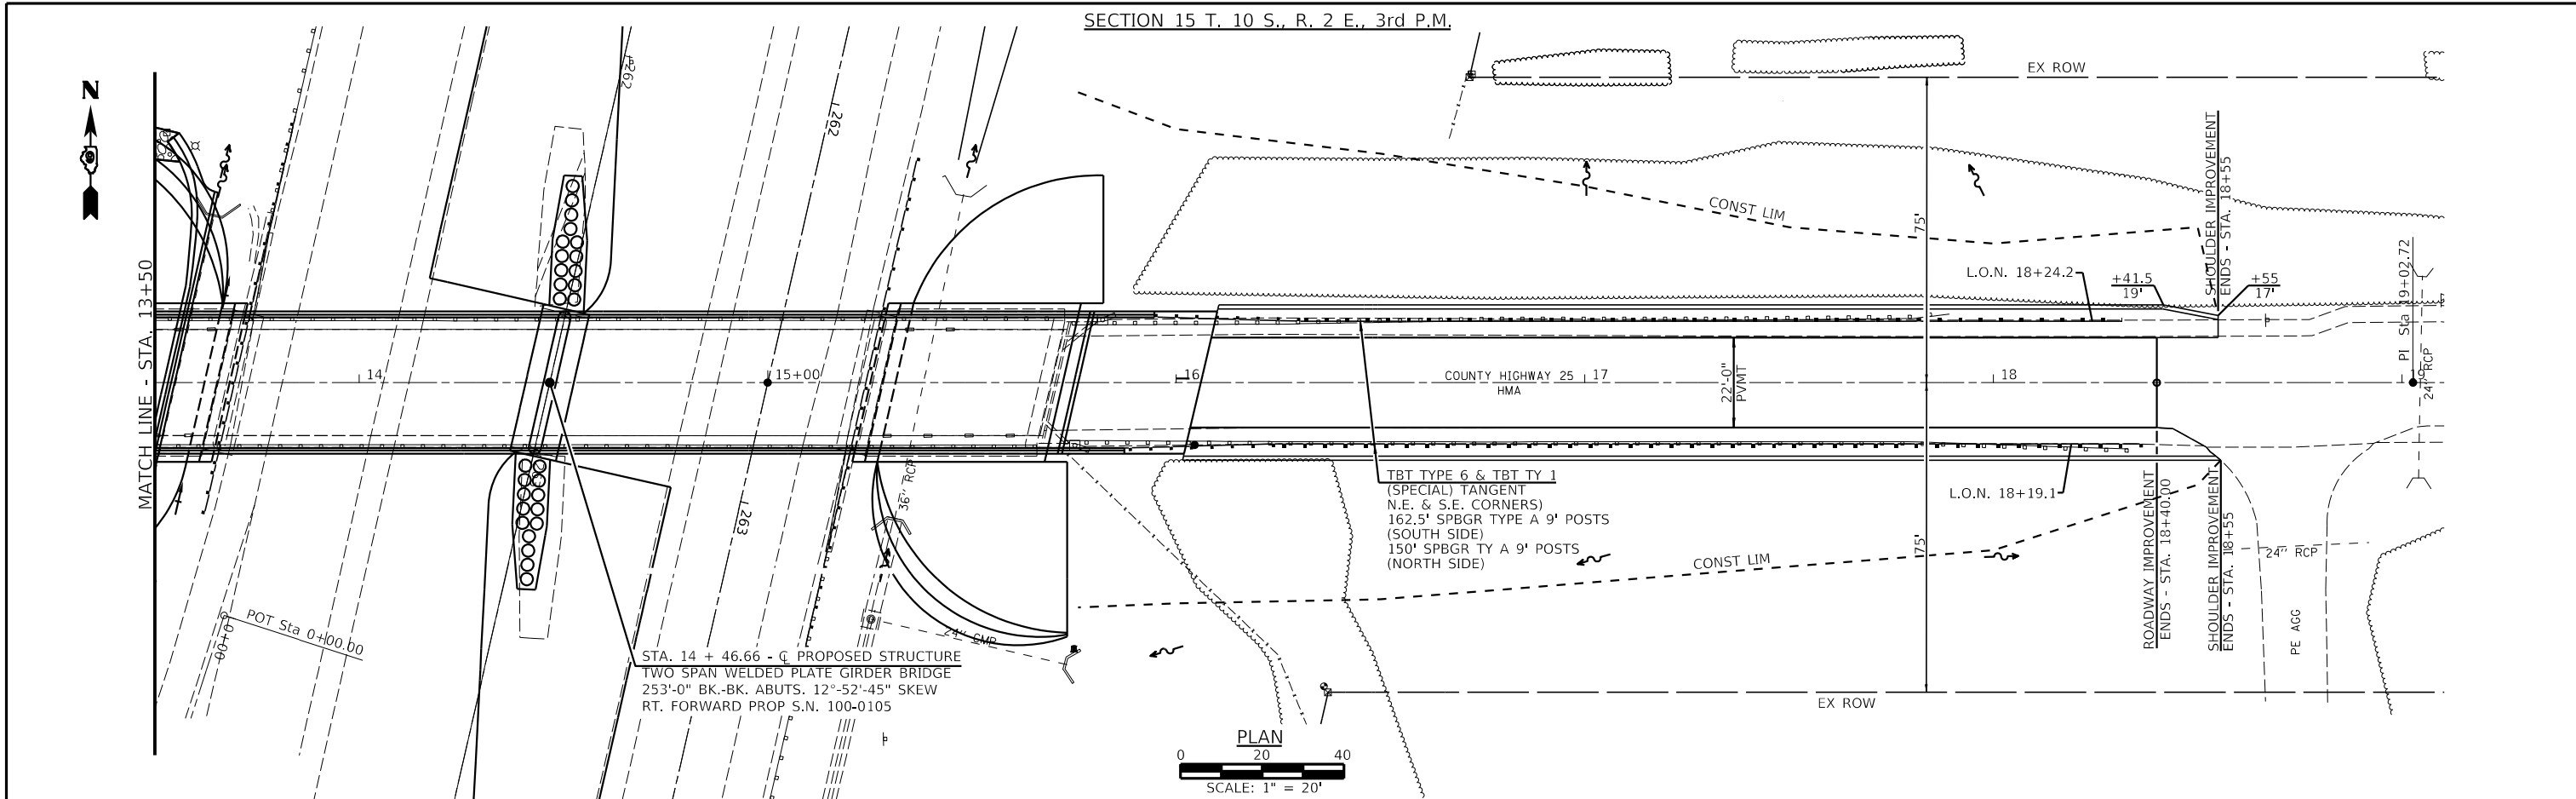 SECTION 15 T. 10 S., R. 2 E., 3rd P.M.
N
MATCH LINE - STA. 13+50
I-262
I-262
I-263
EX ROW
CONST LIM
75'
SHOULDER IMPROVEMENT
ENDS - STA. 18+55
L.O.N. 18+24.2
+41.5
19'
+55
17'
PI Sta 19+02.72
24" RCP
14
15+00
16
COUNTY HIGHWAY 25
HMA
17
22'-0"
PVMT
18
19
36" RCP
TBT TYPE 6 & TBT TY 1
(SPECIAL) TANGENT
N.E. & S.E. CORNERS)
162.5' SPBGR TYPE A 9' POSTS
(SOUTH SIDE)
150' SPBGR TY A 9' POSTS
(NORTH SIDE)
L.O.N. 18+19.1
CONST LIM
75'
ROADWAY IMPROVEMENT
ENDS - STA. 18+40.00
SHOULDER IMPROVEMENT
ENDS - STA. 18+55
24" RCP
PE AGG
POT Sta 0+00.00
0+00
24" CMP
STA. 14 + 46.66 - ℄ PROPOSED STRUCTURE
TWO SPAN WELDED PLATE GIRDER BRIDGE
253'-0" BK.-BK. ABUTS. 12°-52'-45" SKEW
RT. FORWARD PROP S.N. 100-0105
EX ROW
PLAN
0 20 40
SCALE: 1" = 20'